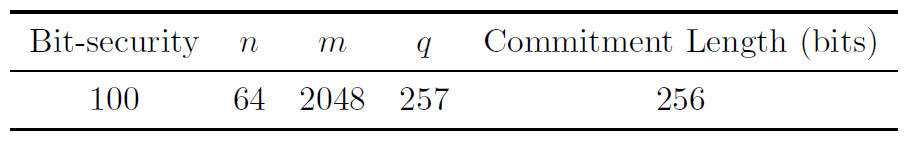 Bit-security n m q Commitment Length (bits)
100 64 2048 257 256